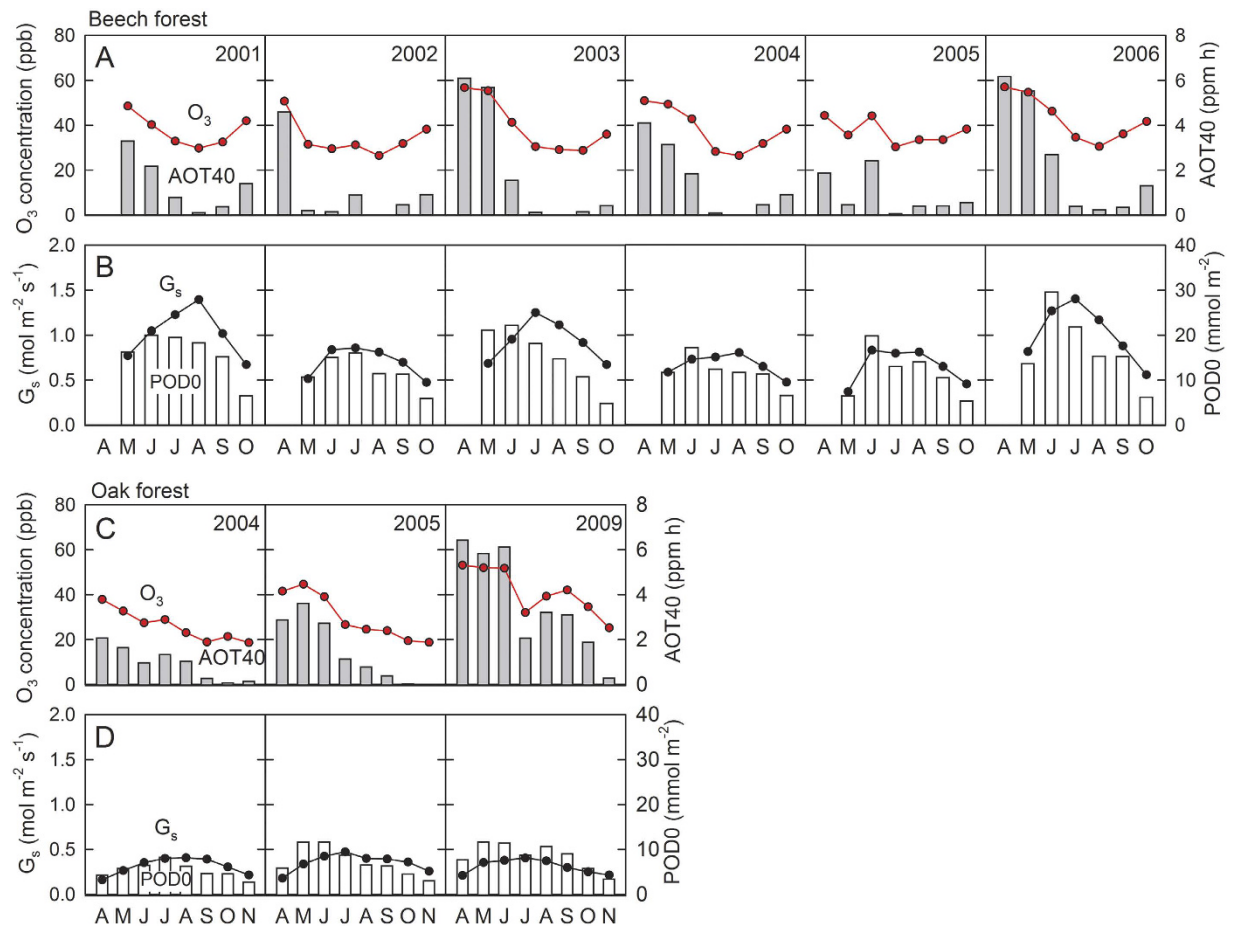 Beech forest
A
2001
2002
2003
2004
2005
2006
O3
AOT40
O3 concentration (ppb)
80
60
40
20
0
AOT40 (ppm h)
8
6
4
2
0
B
Gs
POD0
Gs (mol m-2 s-1)
2.0
1.5
1.0
0.5
0.0
POD0 (mmol m-2)
40
30
20
10
0
A M J J A S O A M J J A S O A M J J A S O A M J J A S O A M J J A S O A M J J A S O
Oak forest
C
2004
2005
2009
O3
AOT40
O3 concentration (ppb)
80
60
40
20
0
AOT40 (ppm h)
8
6
4
2
0
D
Gs
POD0
Gs (mol m-2 s-1)
2.0
1.5
1.0
0.5
0.0
POD0 (mmol m-2)
40
30
20
10
0
A M J J A S O N A M J J A S O N A M J J A S O N